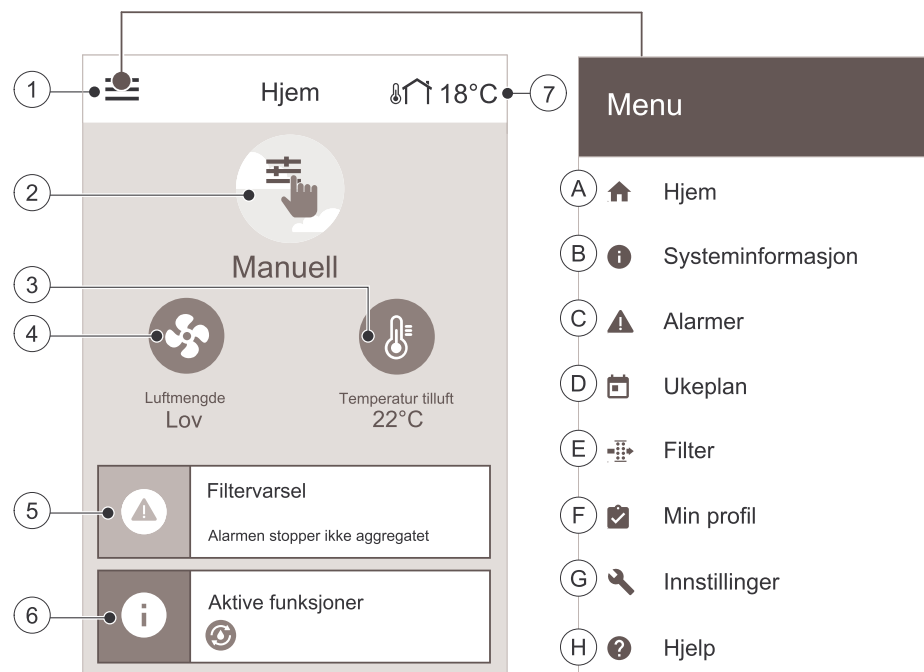 1
Hjem
18°C
7
2
Manuell
3
4
Luftmengde
Lov
Temperatur tilluft
22°C
5
Filtervarsel
Alarmen stopper ikke aggregatet
6
Aktive funksjoner
Menu
A Hjem
B Systeminformasjon
C Alarmer
D Ukeplan
E Filter
F Min profil
G Innstillinger
H Hjelp